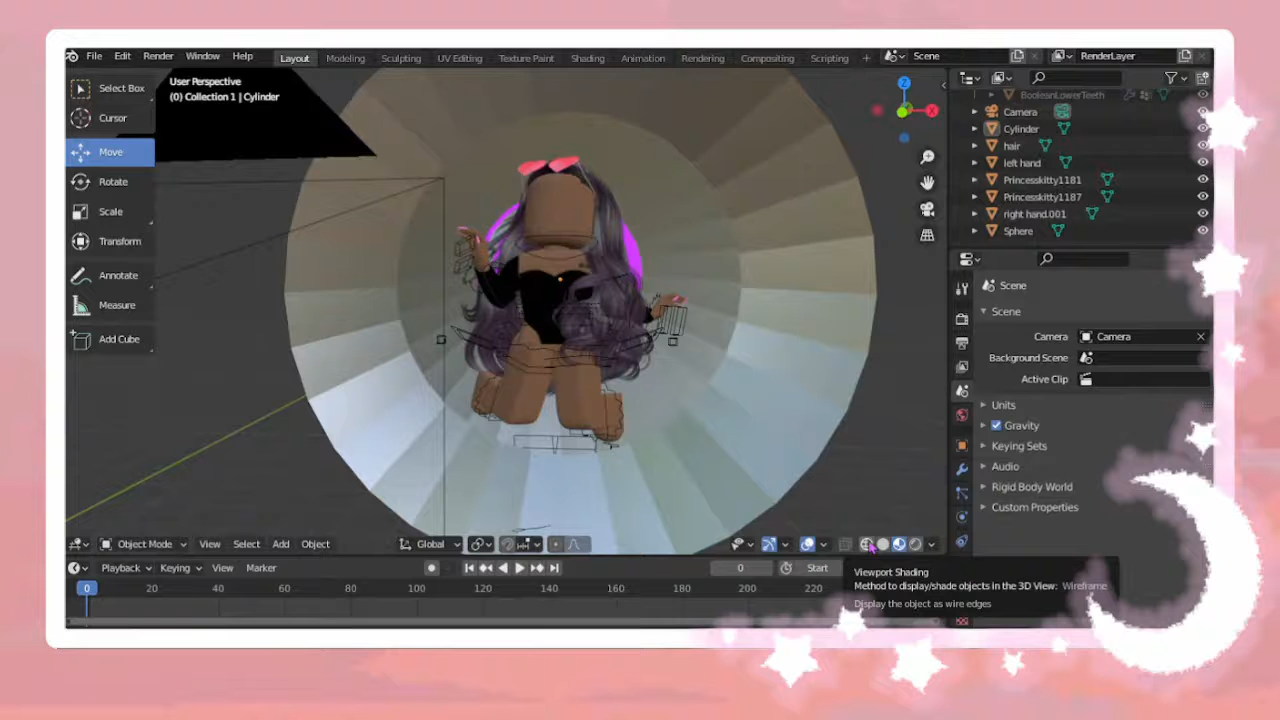 File Edit Render Window Help Layout Modeling Sculpting UV Editing Texture Paint Shading Animation Rendering Compositing Scripting + Scene RenderLayer
Select Box
Cursor
Move
Rotate
Scale
Transform
Annotate
Measure
Add Cube
User Perspective
(0) Collection 1 | Cylinder
Z
X
BooleanLowerTeeth
Camera
Cylinder
hair
left hand
Princesskitty1181
Princesskitty1187
right hand.001
Sphere
Scene
Scene
Camera Camera
Background Scene
Active Clip
Units
Gravity
Keying Sets
Audio
Rigid Body World
Custom Properties
Object Mode View Select Add Object Global
Playback Keying View Marker 0 Start
0 20 40 60 80 100 120 140 160 180 200 220
Viewport Shading
Method to display/shade objects in the 3D View: Wireframe
Display the object as wire edges